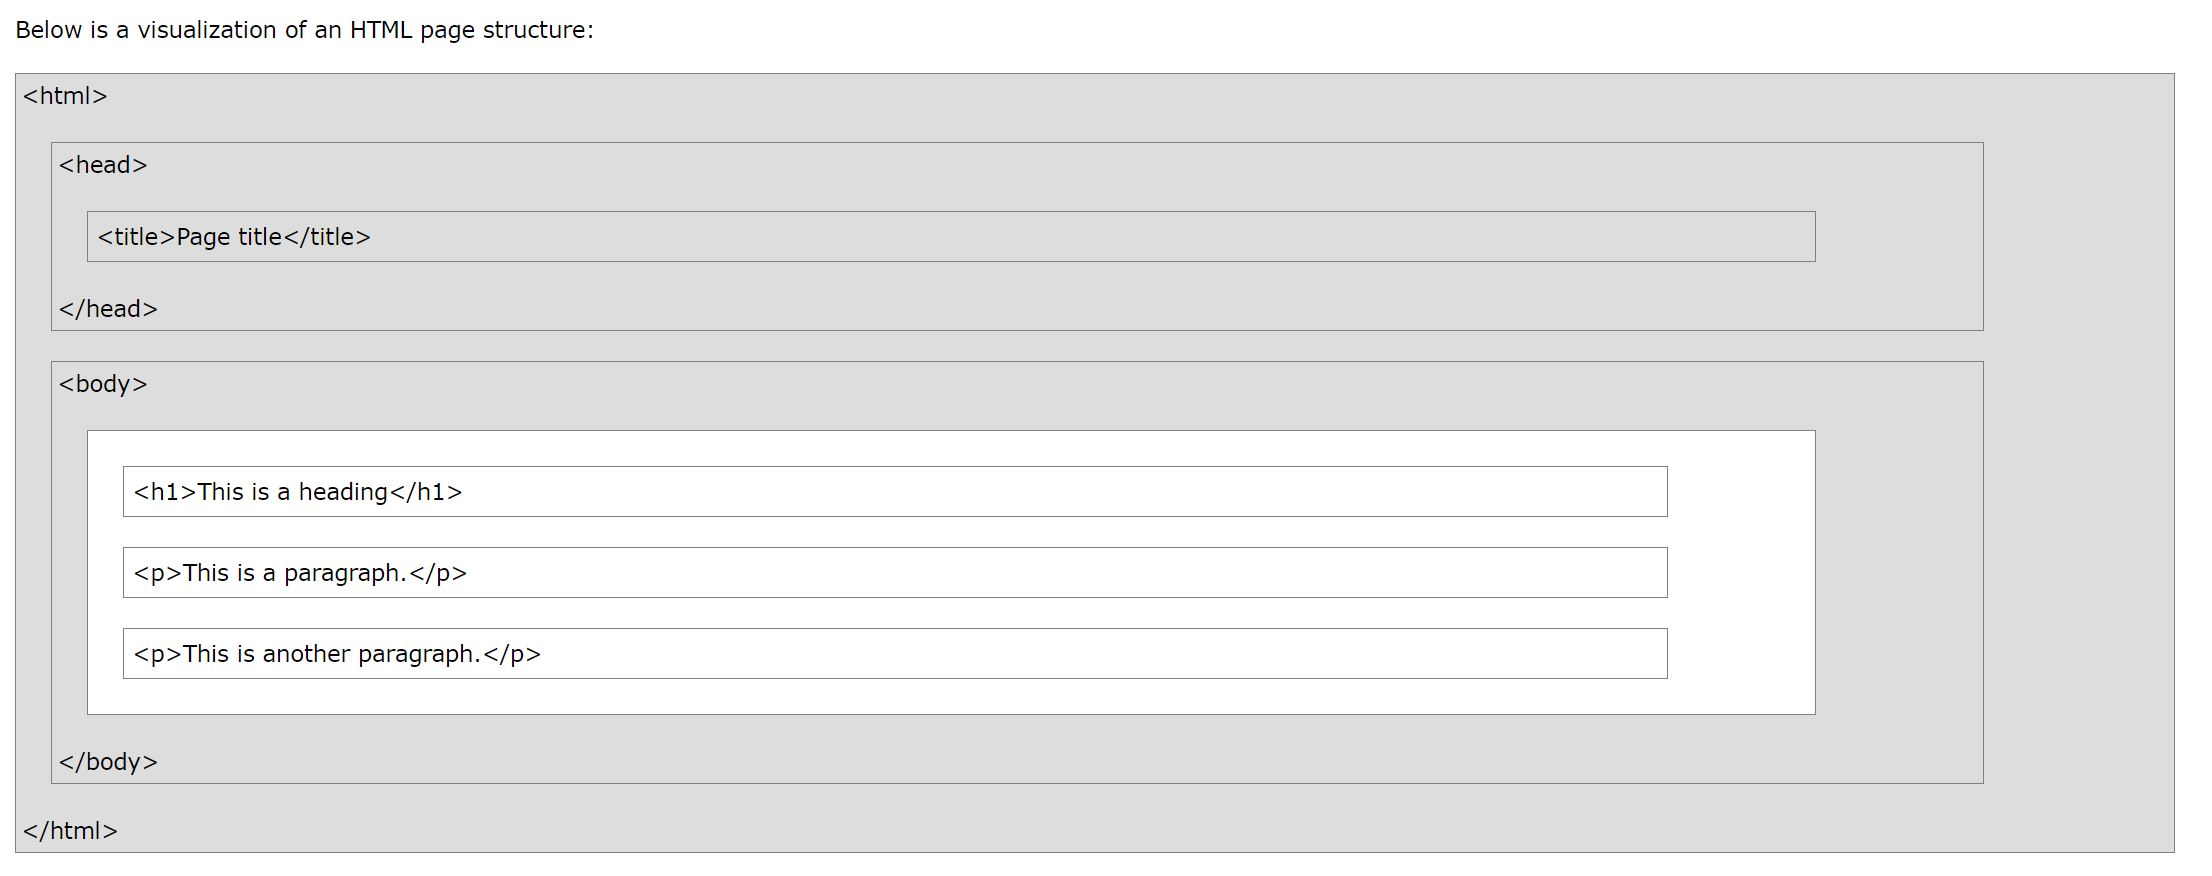 Below is a visualization of an HTML page structure:
<html>
<head>
<title>Page title</title>
</head>
<body>
<h1>This is a heading</h1>
<p>This is a paragraph.</p>
<p>This is another paragraph.</p>
</body>
</html>